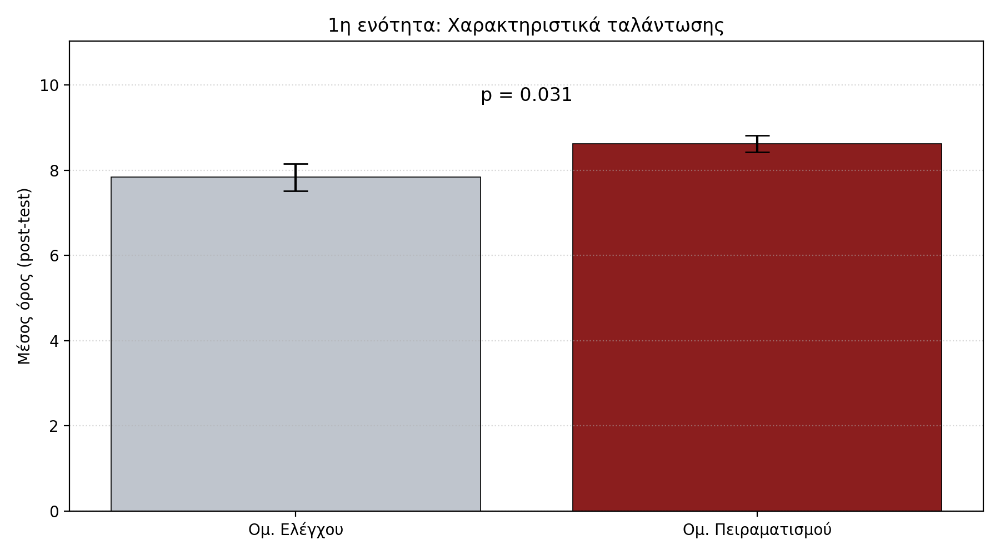 1η ενότητα: Χαρακτηριστικά ταλάντωσης
Μέσος όρος (post-test)
10
8
6
4
2
0
p = 0.031
Ομ. Ελέγχου
Ομ. Πειραματισμού